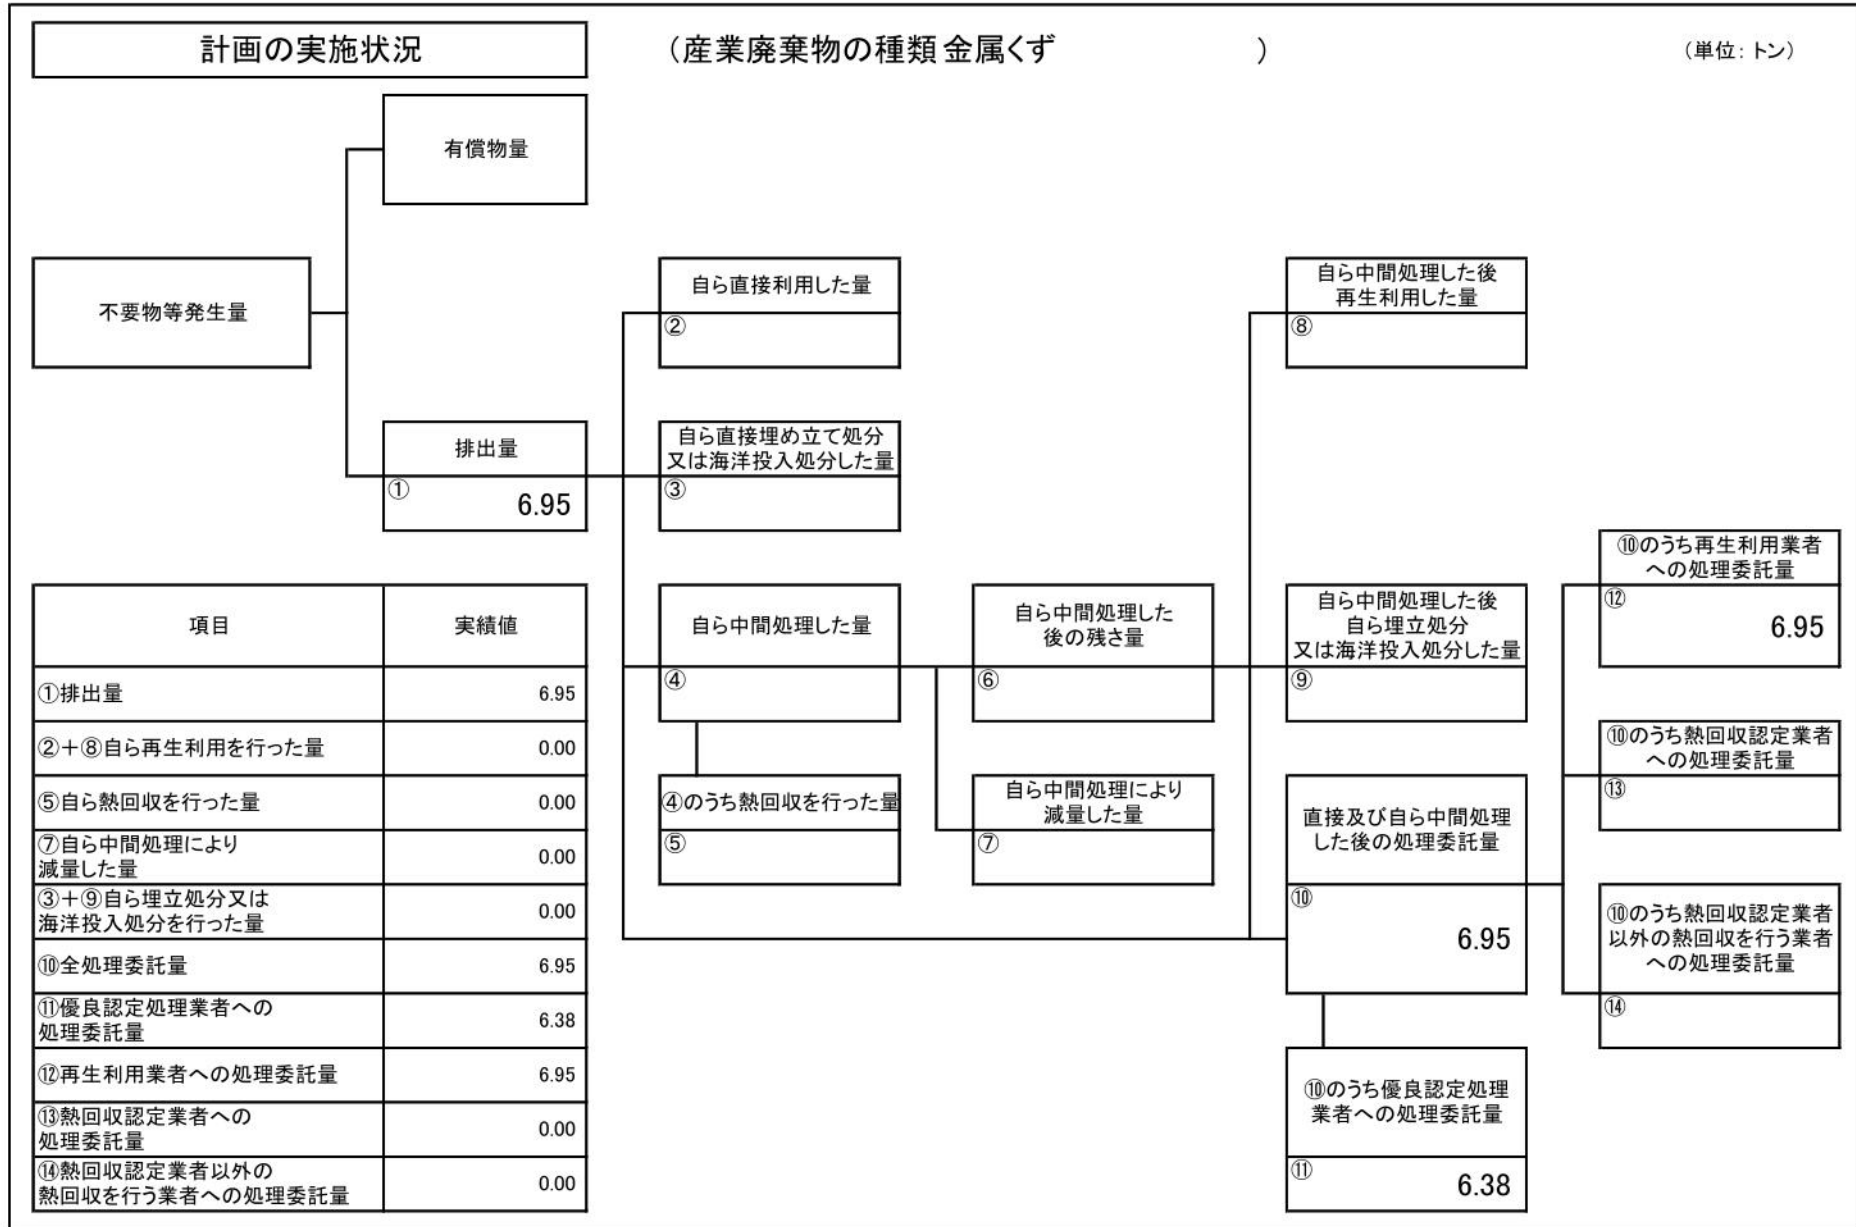 計画の実施状況
（産業廃棄物の種類 金属くず　　　　　　　　）
（単位：トン）
有償物量
不要物等発生量
自ら直接利用した量
②
自ら中間処理した後
再生利用した量
⑧
排出量
①
6.95
自ら直接埋め立て処分
又は海洋投入処分した量
③
⑩のうち再生利用業者
への処理委託量
⑫
6.95
自ら中間処理した量
④
自ら中間処理した
後の残さ量
⑥
自ら中間処理した後
自ら埋立処分
又は海洋投入処分した量
⑨
⑩のうち熱回収認定業者
への処理委託量
⑬
④のうち熱回収を行った量
⑤
自ら中間処理により
減量した量
⑦
直接及び自ら中間処理
した後の処理委託量
⑩
6.95
⑩のうち熱回収認定業者
以外の熱回収を行う業者
への処理委託量
⑭
⑩のうち優良認定処理
業者への処理委託量
⑪
6.38
項目 実績値
①排出量 6.95
②＋⑧自ら再生利用を行った量 0.00
⑤自ら熱回収を行った量 0.00
⑦自ら中間処理により
減量した量 0.00
③＋⑨自ら埋立処分又は
海洋投入処分を行った量 0.00
⑩全処理委託量 6.95
⑪優良認定処理業者への
処理委託量 6.38
⑫再生利用業者への処理委託量 6.95
⑬熱回収認定業者への
処理委託量 0.00
⑭熱回収認定業者以外の
熱回収を行う業者への処理委託量 0.00